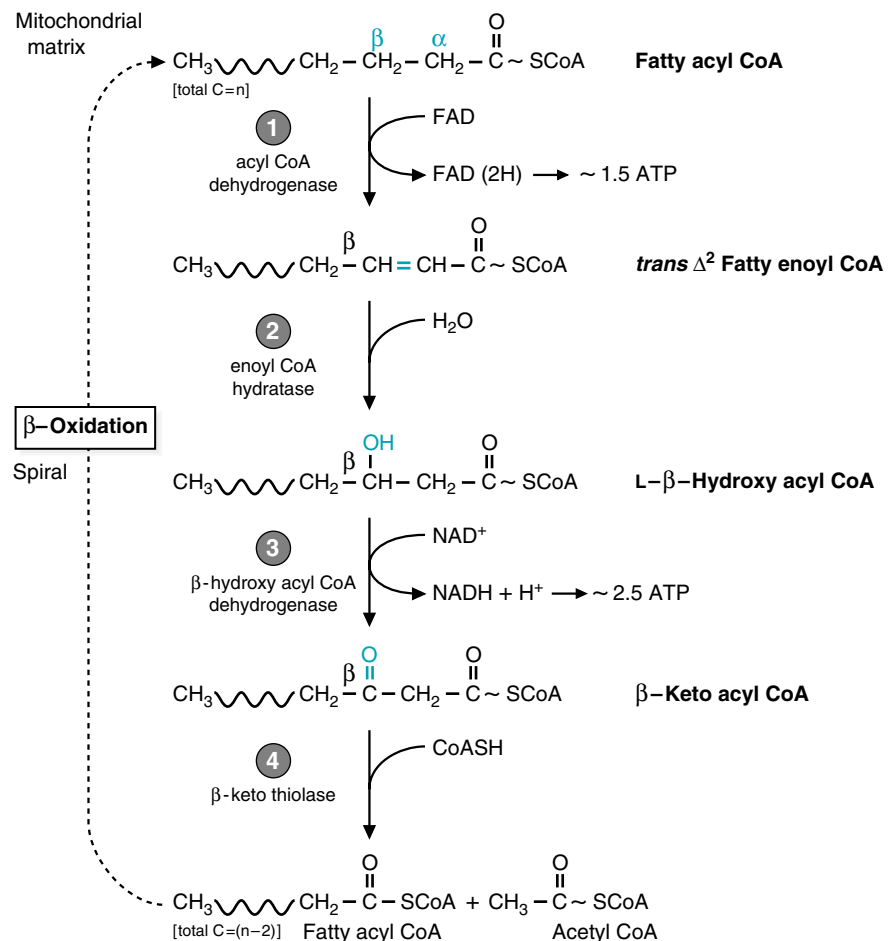 Mitochondrial
matrix
β α
O
CH₃ CH₂ – CH₂ – CH₂ – C ~ SCoA Fatty acyl CoA
[total C=n]
1
acyl CoA
dehydrogenase
FAD
FAD (2H) → ~ 1.5 ATP
β O
CH₃ CH₂ – CH = CH – C ~ SCoA trans Δ² Fatty enoyl CoA
2
enoyl CoA
hydratase
H₂O
β–Oxidation
Spiral
OH O
β
CH₃ CH₂ – CH – CH₂ – C ~ SCoA L–β–Hydroxy acyl CoA
3
β-hydroxy acyl CoA
dehydrogenase
NAD⁺
NADH + H⁺ → ~ 2.5 ATP
O O
β
CH₃ CH₂ – C – CH₂ – C ~ SCoA β–Keto acyl CoA
4
β-keto thiolase
CoASH
O O
CH₃ CH₂ – C – SCoA + CH₃ – C ~ SCoA
[total C=(n–2)] Fatty acyl CoA Acetyl CoA